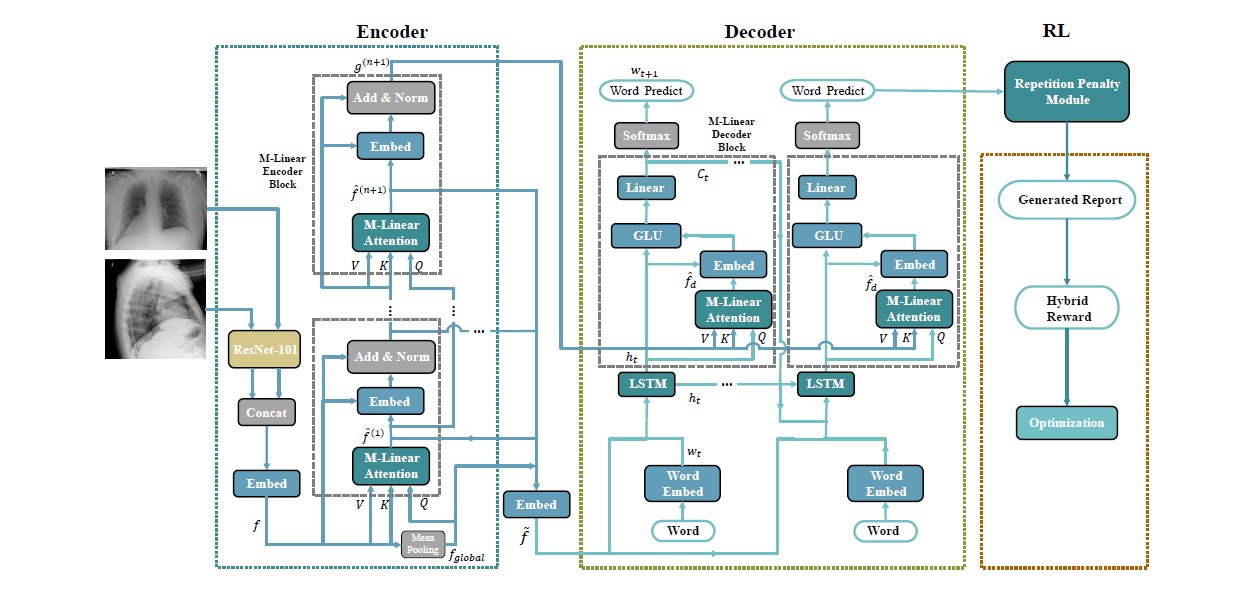 Encoder
Decoder
RL
g^{(n+1)}
Add & Norm
Embed
M-Linear
Encoder
Block
\hat{f}^{(n+1)}
M-Linear
Attention
V K Q
⋮ ⋮
...
ResNet-101
Concat
Embed
f
Add & Norm
Embed
\hat{f}^{(1)}
M-Linear
Attention
V K Q
Mean
Pooling
f_{global}
Embed
\tilde{f}
w_{t+1}
Word Predict
Softmax
M-Linear
Decoder
Block
...
C_t
Linear
GLU
Embed
\hat{f}_d
M-Linear
Attention
V K Q
h_t
LSTM
...
h_t
w_t
Word
Embed
Word
Word Predict
Softmax
Linear
GLU
Embed
\hat{f}_d
M-Linear
Attention
V K Q
LSTM
Word
Embed
Word
Repetition Penalty
Module
Generated Report
Hybrid
Reward
Optimization